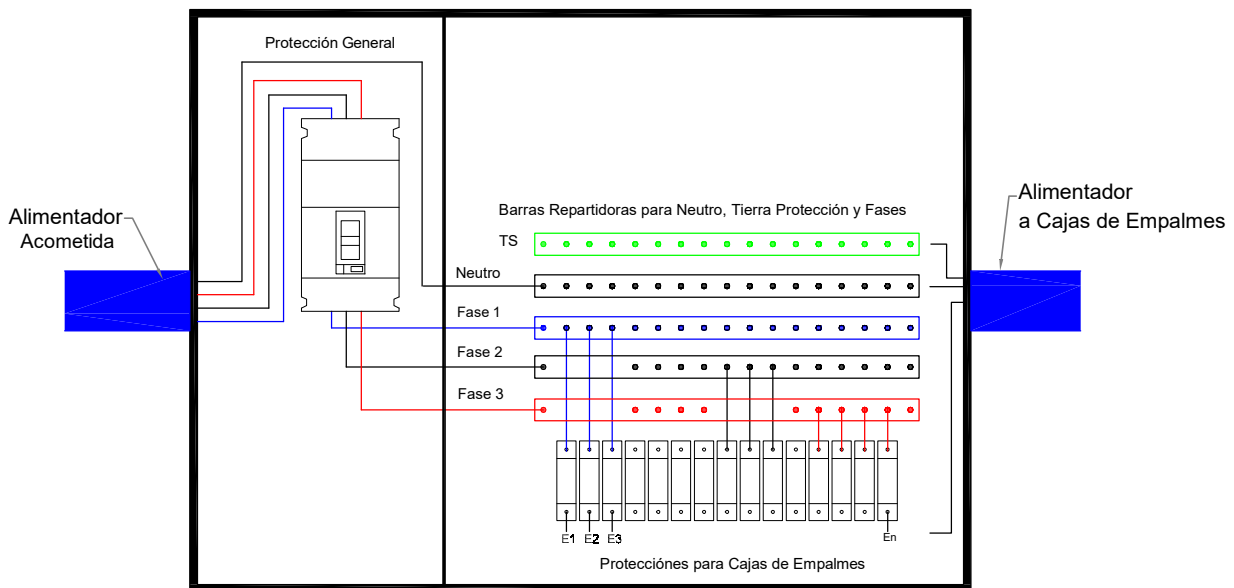 Protección General
Alimentador
Acometida
Alimentador
a Cajas de Empalmes
Barras Repartidoras para Neutro, Tierra Protección y Fases
TS
Neutro
Fase 1
Fase 2
Fase 3
E1 E2 E3 En
Protecciónes para Cajas de Empalmes